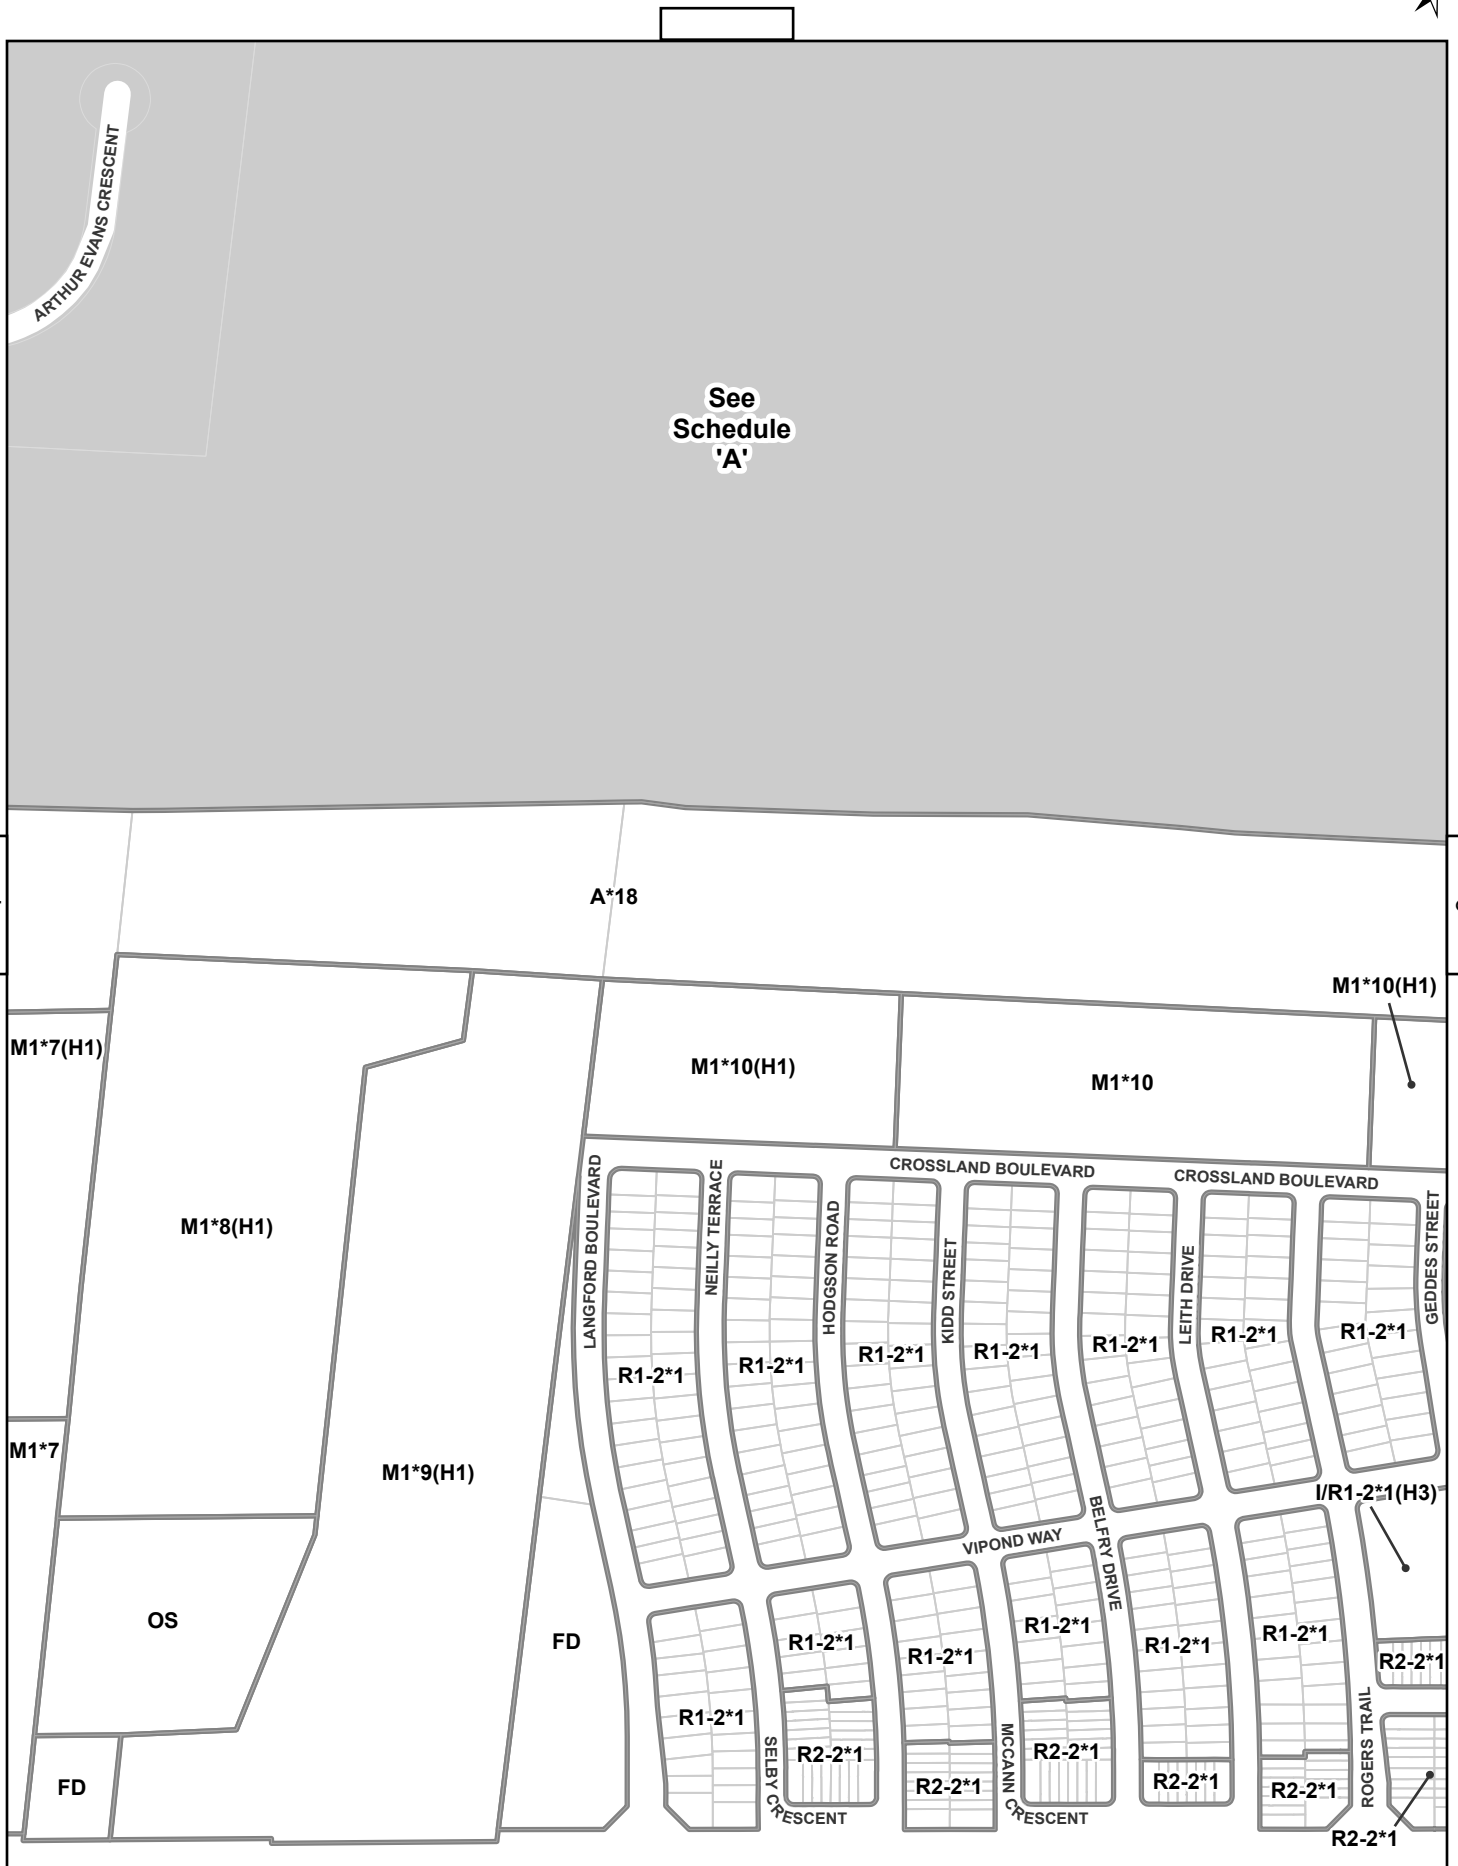 ARTHUR EVANS CRESCENT
See
Schedule
'A'
A*18
M1*10(H1)
M1*7(H1)
M1*10(H1)
M1*10
CROSSLAND BOULEVARD
CROSSLAND BOULEVARD
LANGFORD BOULEVARD
NEILLY TERRACE
HODGSON ROAD
KIDD STREET
LEITH DRIVE
GEDDES STREET
M1*8(H1)
R1-2*1
R1-2*1
R1-2*1
R1-2*1
R1-2*1
R1-2*1
R1-2*1
M1*7
M1*9(H1)
I/R1-2*1(H3)
VIPOND WAY
BELFRY DRIVE
OS
FD
R1-2*1
R1-2*1
R1-2*1
R1-2*1
R1-2*1
R1-2*1
R2-2*1
R2-2*1
R2-2*1
R2-2*1
R2-2*1
R2-2*1
FD
SELBY CRESCENT
MCCANN CRESCENT
ROGERS TRAIL
R2-2*1